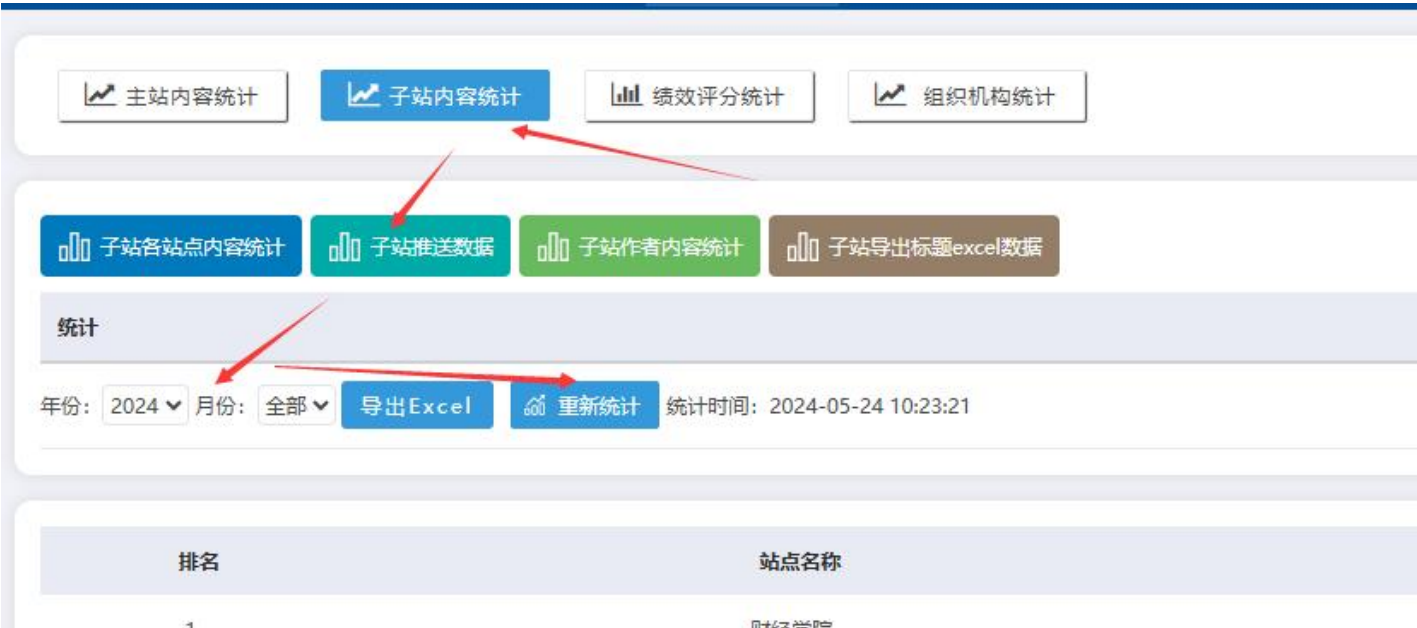 主站内容统计 子站内容统计 绩效评分统计 组织机构统计
子站各站点内容统计 子站推送数据 子站作者内容统计 子站导出标题excel数据
统计
年份： 2024 月份： 全部 导出Excel 重新统计 统计时间：2024-05-24 10:23:21
排名 站点名称
1 财经学院